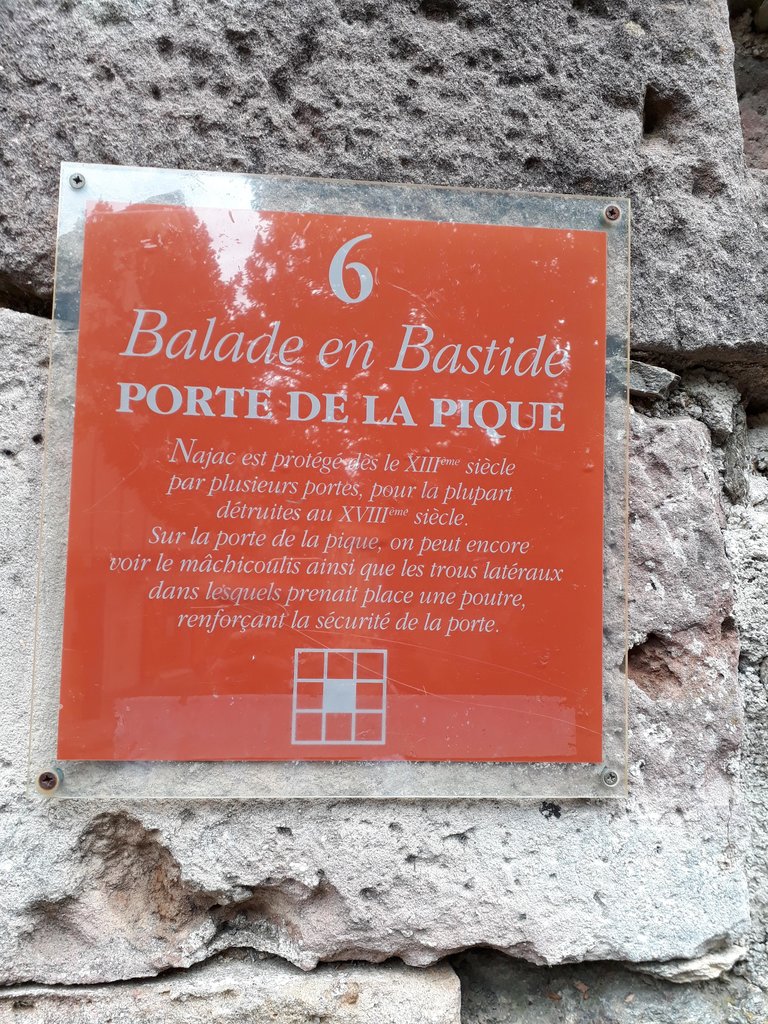 6
Balade en Bastide
PORTE DE LA PIQUE
Najac est protégé dès le XIIIème siècle
par plusieurs portes, pour la plupart
détruites au XVIIIème siècle.
Sur la porte de la pique, on peut encore
voir le mâchicoulis ainsi que les trous latéraux
dans lesquels prenait place une poutre,
renforçant la sécurité de la porte.